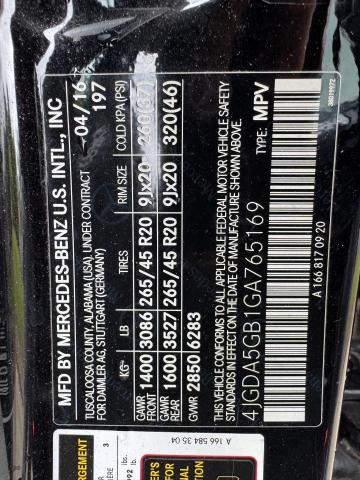 MFD BY MERCEDES-BENZ U.S. INTL., INC
TUSCALOOSA COUNTY, ALABAMA (USA), UNDER CONTRACT
FOR DAIMLER AG, STUTTGART (GERMANY)
04/16
197
KG LB TIRES RIM SIZE COLD KPA (PSI)
GAWR FRONT 1400 3086 265/45 R20 9Jx20 260(37)
GAWR REAR 1600 3527 265/45 R20 9Jx20 320(46)
GVWR 2850 6283
THIS VEHICLE CONFORMS TO ALL APPLICABLE FEDERAL MOTOR VEHICLE SAFETY
STANDARDS IN EFFECT ON THE DATE OF MANUFACTURE SHOWN ABOVE.
4JGDA5GB1GA765169 TYPE: MPV
A 166 817 09 20
38019972
A 166 584 35 04
3
lbs.